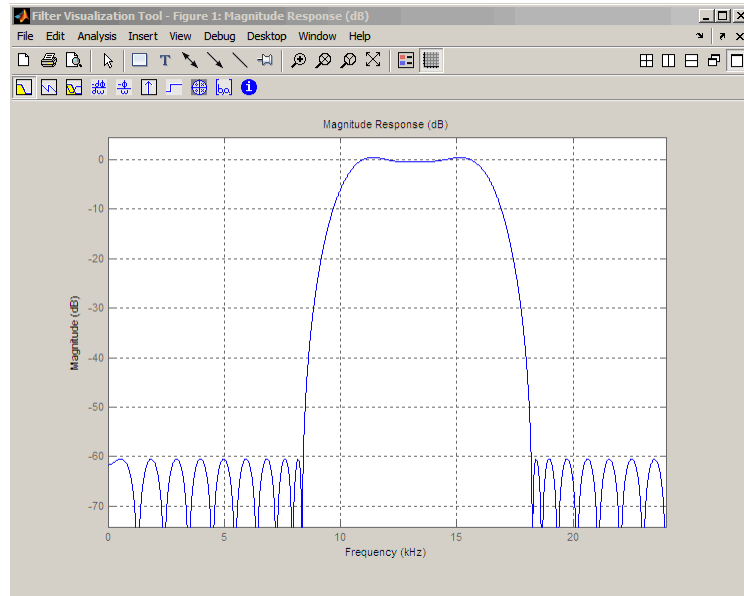 Filter Visualization Tool - Figure 1: Magnitude Response (dB)
File Edit Analysis Insert View Debug Desktop Window Help
T
[b,a] i
Magnitude Response (dB)
0
-10
-20
-30
-40
-50
-60
-70
Magnitude (dB)
0 5 10 15 20
Frequency (kHz)